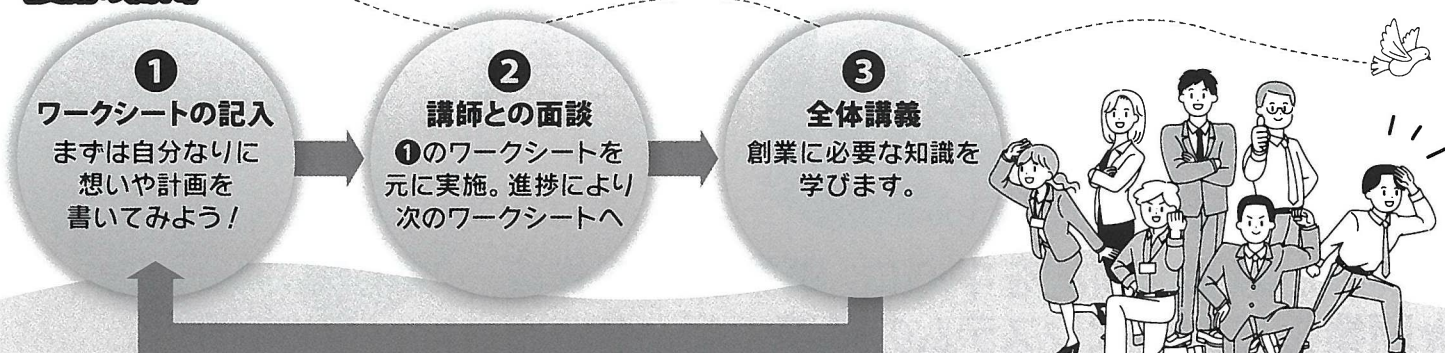 ❶
ワークシートの記入
まずは自分なりに
想いや計画を
書いてみよう!
❷
講師との面談
❶のワークシートを
元に実施。進捗により
次のワークシートへ
❸
全体講義
創業に必要な知識を
学びます。